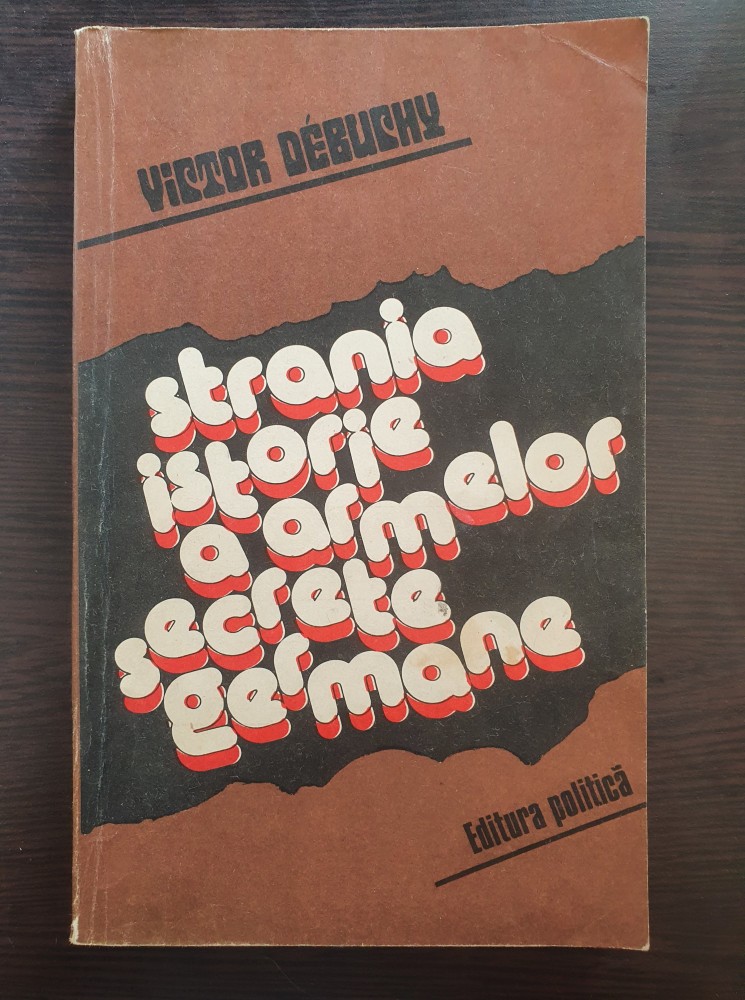 VICTOR DÉBUCHY
strania
istorie
a armelor
secrete
germane
Editura politică